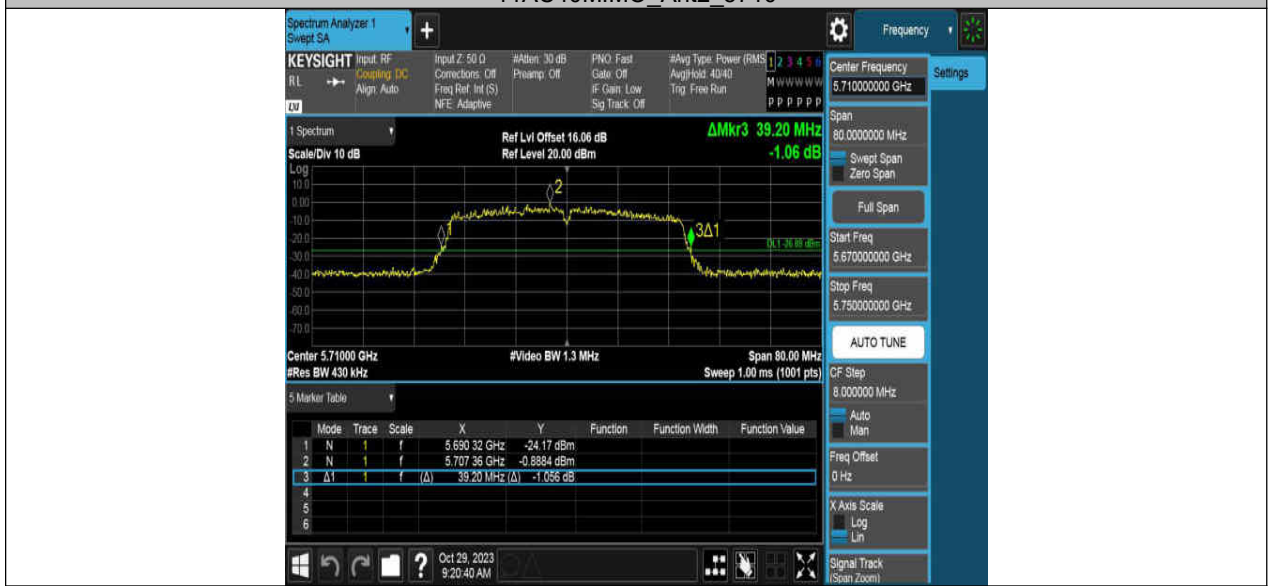 11AC40MIMO_Ant2_5710
Spectrum Analyzer 1
Swept SA
+
Frequency
KEYSIGHT
RL
Input: RF
Coupling: DC
Align: Auto
Input Z: 50 Ω
Corrections: Off
Freq Ref: Int (S)
NFE: Adaptive
#Atten: 30 dB
Preamp: Off
PNO: Fast
Gate: Off
IF Gain: Low
Sig Track: Off
#Avg Type: Power (RMS
Avg|Hold: 40/40
Trig: Free Run
1 2 3 4 5 6
M W W W W W
P P P P P P
Center Frequency
5.710000000 GHz
Settings
Span
80.0000000 MHz
Swept Span
Zero Span
Full Span
Start Freq
5.670000000 GHz
Stop Freq
5.750000000 GHz
AUTO TUNE
CF Step
8.000000 MHz
Auto
Man
Freq Offset
0 Hz
X Axis Scale
Log
Lin
Signal Track
(Span Zoom)
1 Spectrum
Scale/Div 10 dB
Ref Lvl Offset 16.06 dB
Ref Level 20.00 dBm
ΔMkr3 39.20 MHz
-1.06 dB
Log
10.0
0.00
-10.0
-20.0
-30.0
-40.0
-50.0
-60.0
-70.0
2
3Δ1
DL1 -26.89 dBm
Center 5.71000 GHz
#Video BW 1.3 MHz
Span 80.00 MHz
#Res BW 430 kHz
Sweep 1.00 ms (1001 pts)
5 Marker Table
Mode Trace Scale X Y Function Function Width Function Value
1 N 1 f 5.690 32 GHz -24.17 dBm
2 N 1 f 5.707 36 GHz -0.8884 dBm
3 Δ1 1 f (Δ) 39.20 MHz (Δ) -1.056 dB
4
5
6
?
Oct 29, 2023
9:20:40 AM